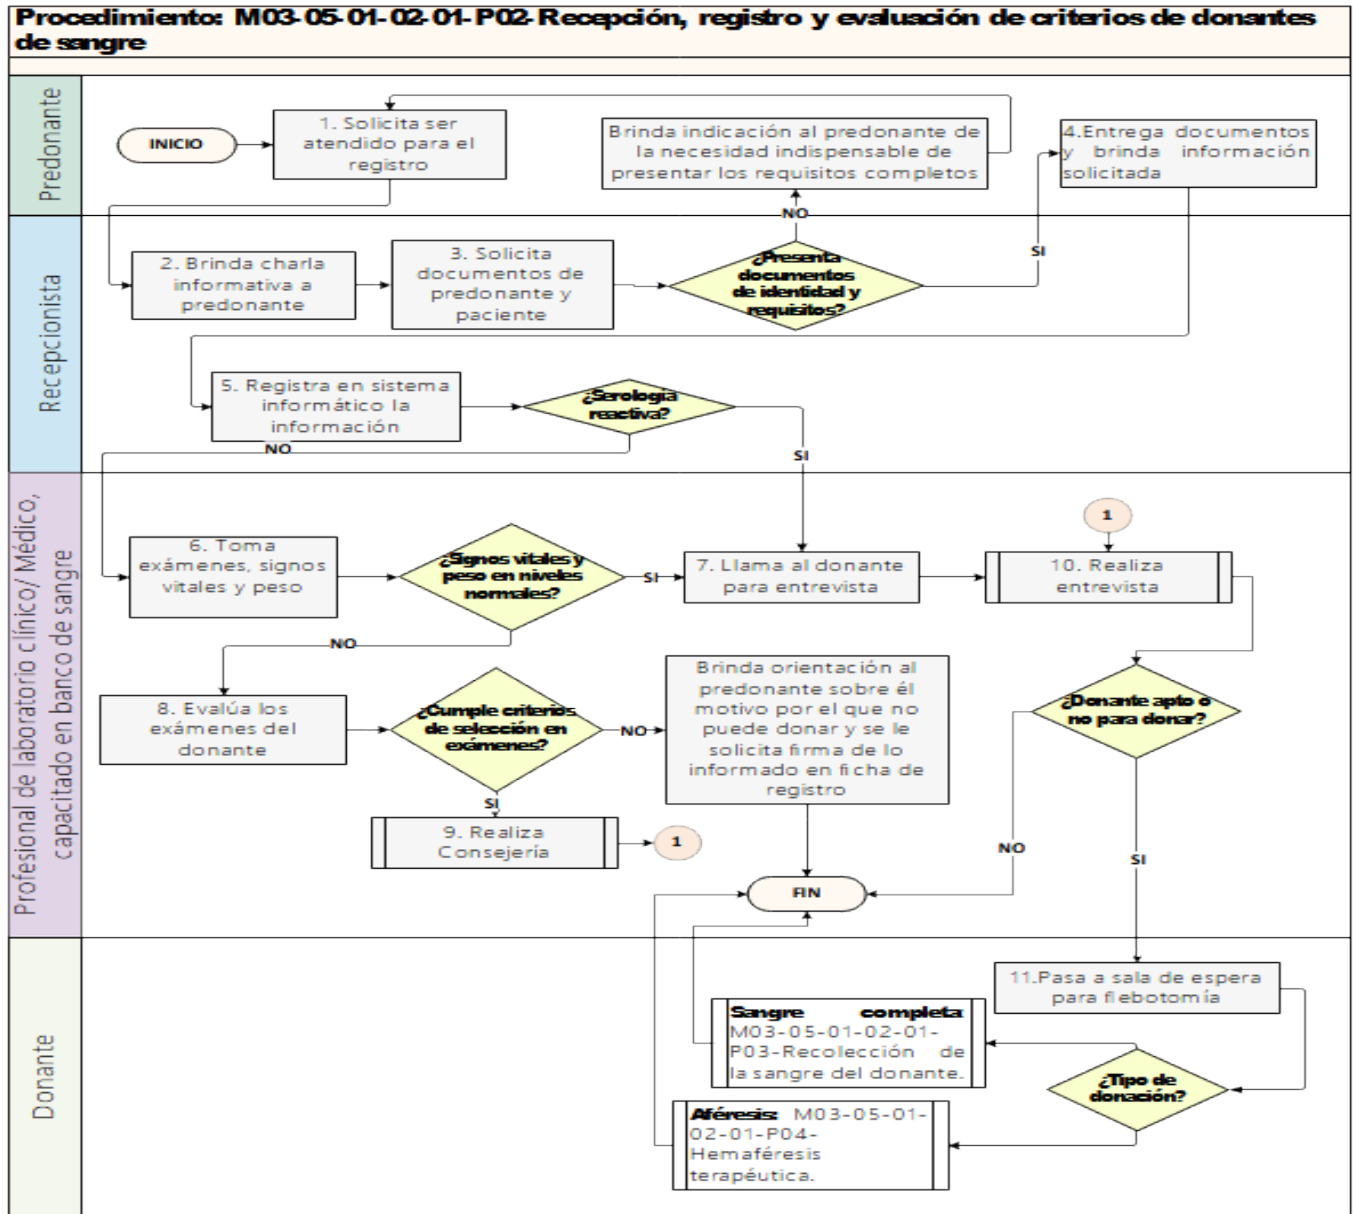 Procedimiento: M03-05-01-02-01-P02-Recepción, registro y evaluación de criterios de donantes
de sangre
Predonante
INICIO
1. Solicita ser
atendido para el
registro
Brinda indicación al predonante de
la necesidad indispensable de
presentar los requisitos completos
4.Entrega documentos
y brinda información
solicitada
NO
SI
Recepcionista
2. Brinda charla
informativa a
predonante
3. Solicita
documentos de
predonante y
paciente
¿Presenta
documentos
de identidad y
requisitos?
5. Registra en sistema
informático la
información
¿Serología
reactiva?
NO
SI
Profesional de laboratorio clínico/ Médico,
capacitado en banco de sangre
6. Toma
exámenes, signos
vitales y peso
¿Signos vitales y
peso en niveles
normales?
SI
7. Llama al donante
para entrevista
1
10. Realiza
entrevista
NO
8. Evalúa los
exámenes del
donante
¿Cumple criterios
de selección en
exámenes?
NO
Brinda orientación al
predonante sobre él
motivo por el que no
puede donar y se le
solicita firma de lo
informado en ficha de
registro
¿Donante apto o
no para donar?
SI
9. Realiza
Consejería
1
NO
SI
FIN
Donante
11.Pasa a sala de espera
para flebotomía
Sangre completa
M03-05-01-02-01-
P03-Recolección de
la sangre del donante.
¿Tipo de
donación?
Aféresis: M03-05-01-
02-01-P04-
Hemaféresis
terapéutica.